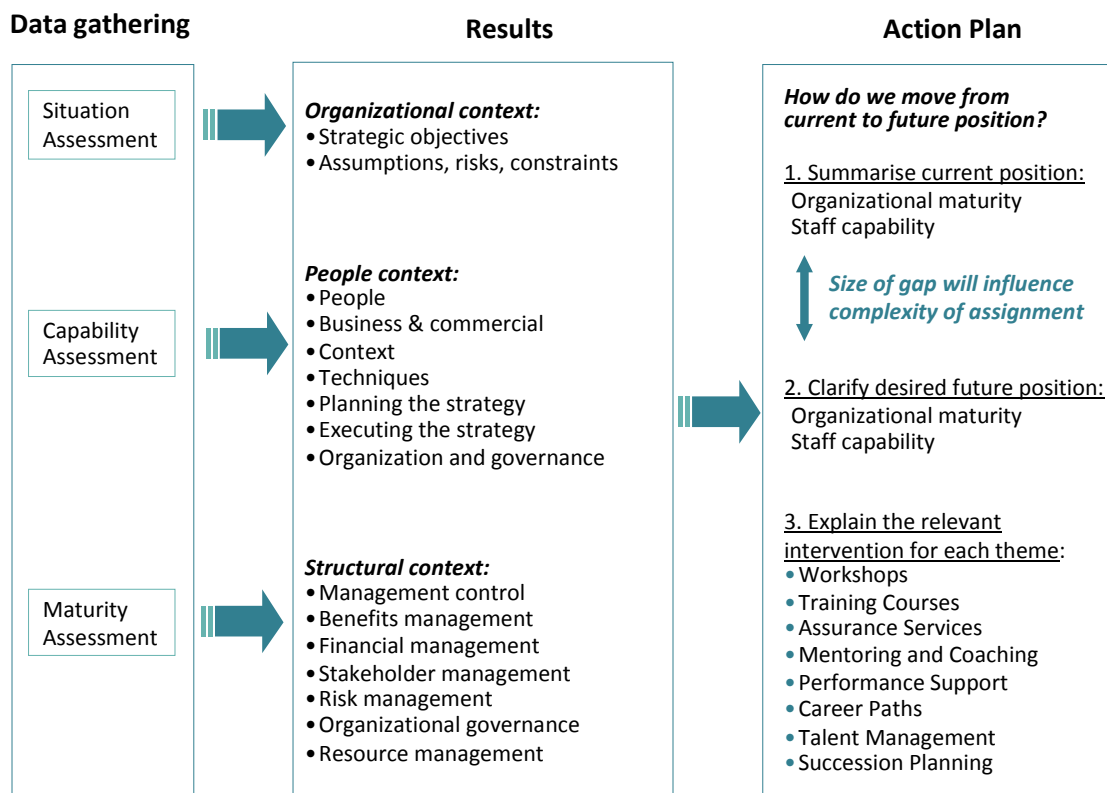 Data gathering
Results
Action Plan
Situation
Assessment
Capability
Assessment
Maturity
Assessment
Organizational context:
•Strategic objectives
•Assumptions, risks, constraints
People context:
•People
•Business & commercial
•Context
•Techniques
•Planning the strategy
•Executing the strategy
•Organization and governance
Structural context:
•Management control
•Benefits management
•Financial management
•Stakeholder management
•Risk management
•Organizational governance
•Resource management
How do we move from
current to future position?
1. Summarise current position:
Organizational maturity
Staff capability
Size of gap will influence
complexity of assignment
2. Clarify desired future position:
Organizational maturity
Staff capability
3. Explain the relevant
intervention for each theme:
•Workshops
•Training Courses
•Assurance Services
•Mentoring and Coaching
•Performance Support
•Career Paths
•Talent Management
•Succession Planning